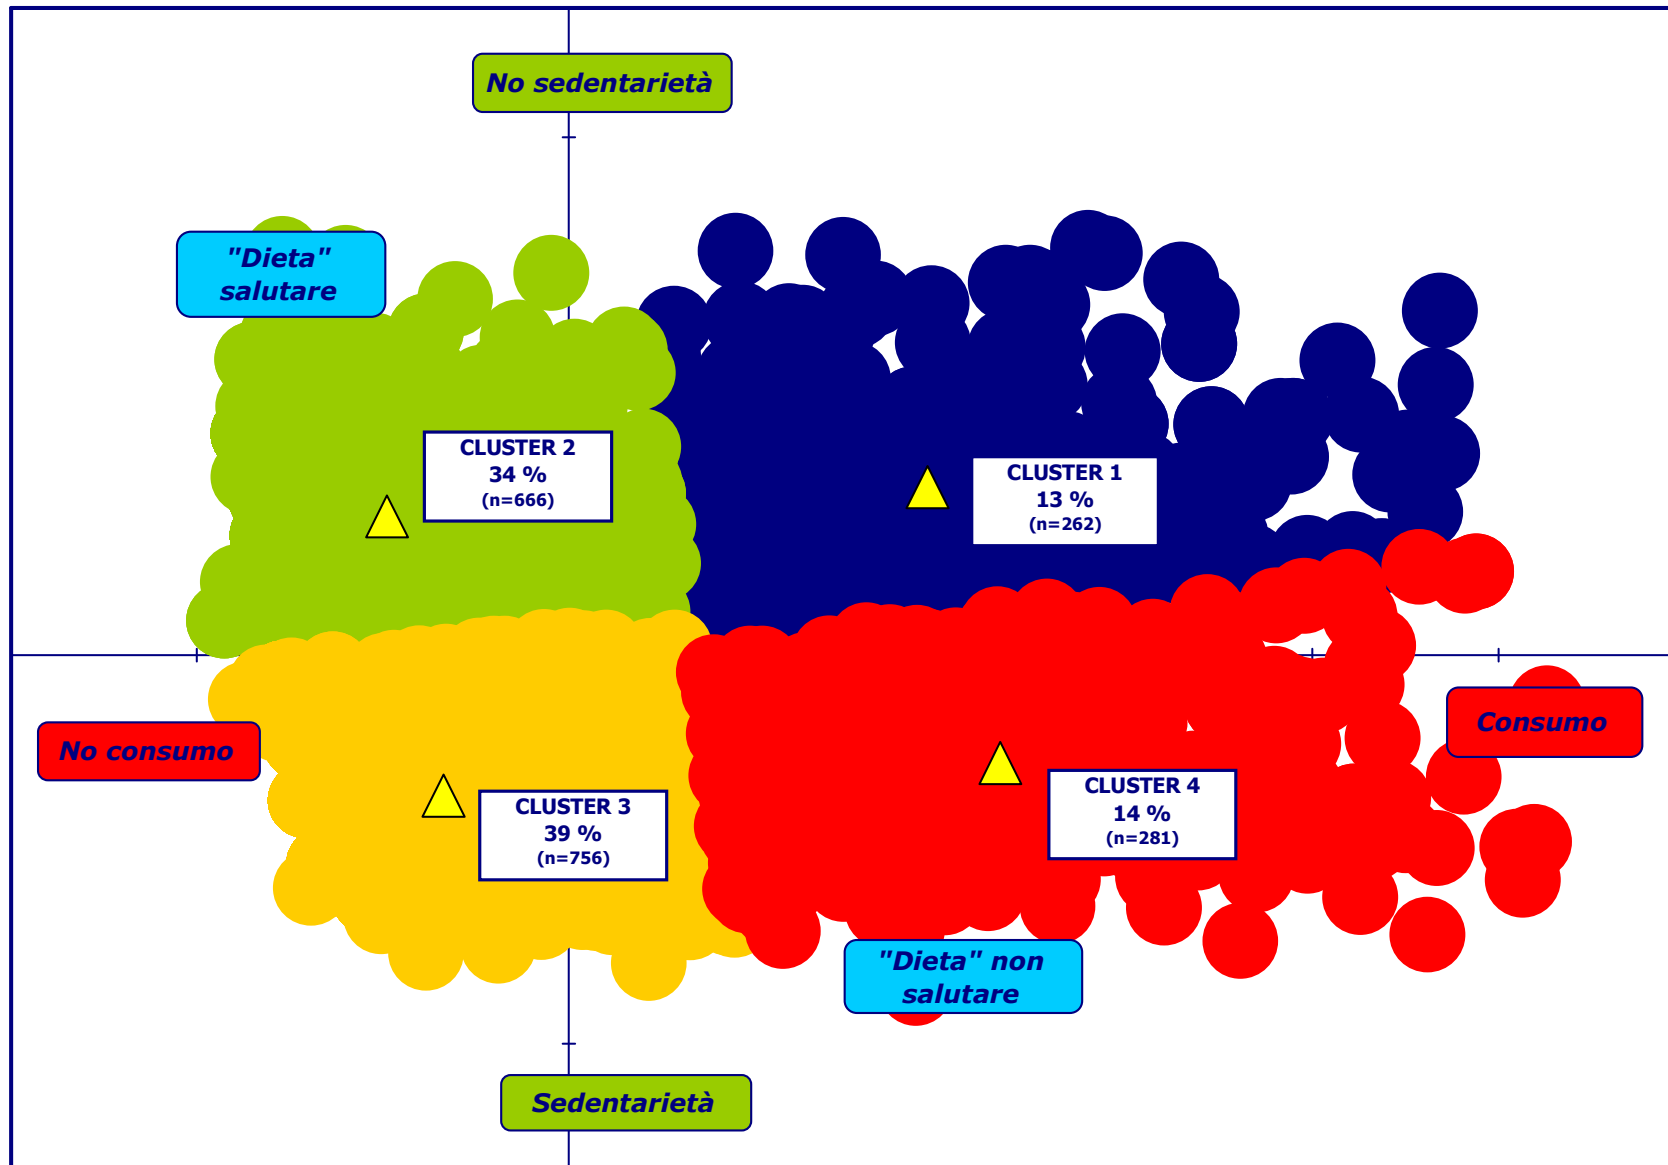 No sedentarietà
"Dieta"
salutare
CLUSTER 2
34 %
(n=666)
CLUSTER 1
13 %
(n=262)
No consumo
Consumo
CLUSTER 3
39 %
(n=756)
CLUSTER 4
14 %
(n=281)
"Dieta" non
salutare
Sedentarietà